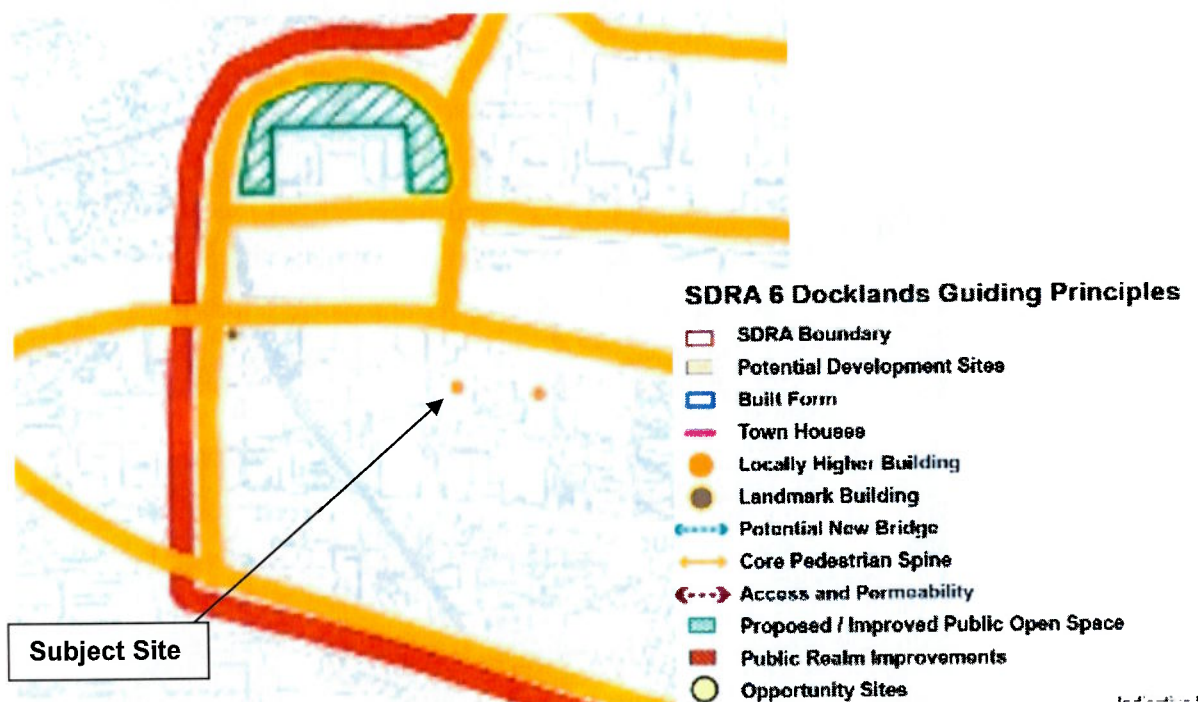 SDRA 6 Docklands Guiding Principles
SDRA Boundary
Potential Development Sites
Built Form
Town Houses
Locally Higher Building
Landmark Building
Potential New Bridge
Core Pedestrian Spine
Access and Permeability
Proposed / Improved Public Open Space
Public Realm Improvements
Opportunity Sites
Subject Site